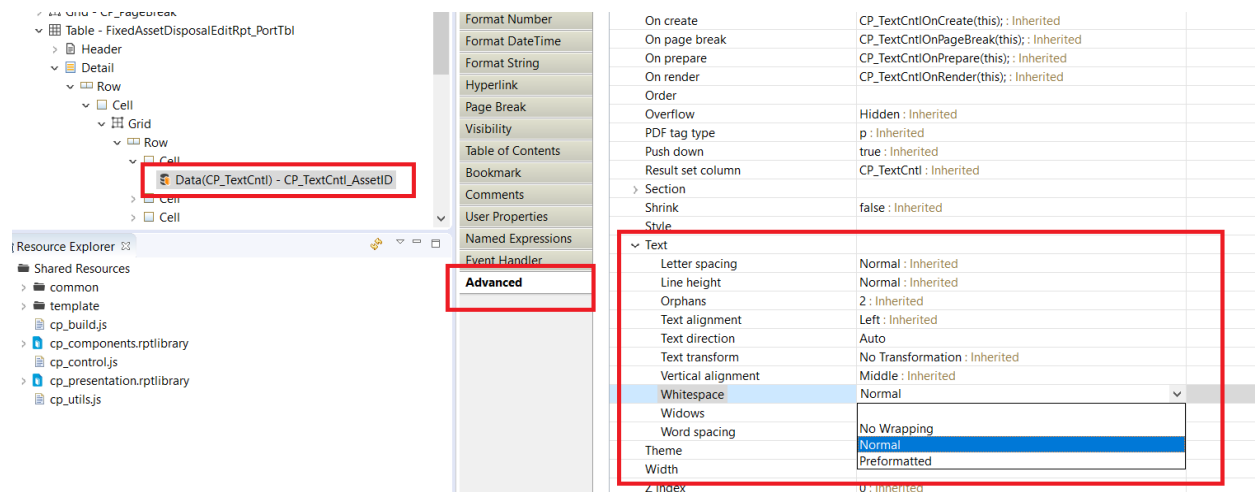 Grid - CP_PageBreak
Table - FixedAssetDisposalEditRpt_PortTbl
Header
Detail
Row
Cell
Grid
Row
Cell
Data(CP_TextCntl) - CP_TextCntl_AssetID
Cell
Cell
Resource Explorer
Shared Resources
common
template
cp_build.js
cp_components.rptlibrary
cp_control.js
cp_presentation.rptlibrary
cp_utils.js
Format Number
Format DateTime
Format String
Hyperlink
Page Break
Visibility
Table of Contents
Bookmark
Comments
User Properties
Named Expressions
Event Handler
Advanced
On create CP_TextCntlOnCreate(this); : Inherited
On page break CP_TextCntlOnPageBreak(this); : Inherited
On prepare CP_TextCntlOnPrepare(this); : Inherited
On render CP_TextCntlOnRender(this); : Inherited
Order
Overflow Hidden : Inherited
PDF tag type p : Inherited
Push down true : Inherited
Result set column CP_TextCntl : Inherited
Section
Shrink false : Inherited
Style
Text
Letter spacing Normal : Inherited
Line height Normal : Inherited
Orphans 2 : Inherited
Text alignment Left : Inherited
Text direction Auto
Text transform No Transformation : Inherited
Vertical alignment Middle : Inherited
Whitespace Normal
Widows
Word spacing No Wrapping
Normal
Theme
Preformatted
Width
Z Index 0 : Inherited